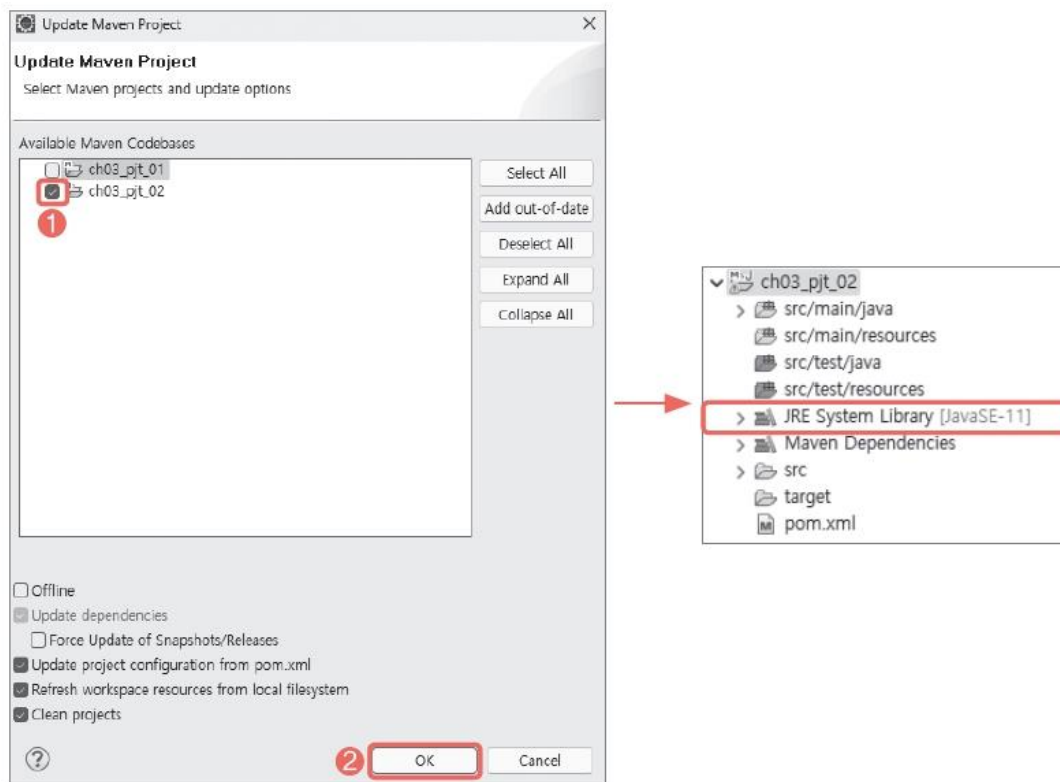 Update Maven Project
Update Maven Project
Select Maven projects and update options
Available Maven Codebases
ch03_pjt_01
ch03_pjt_02
1
Select All
Add out-of-date
Deselect All
Expand All
Collapse All
Offline
Update dependencies
Force Update of Snapshots/Releases
Update project configuration from pom.xml
Refresh workspace resources from local filesystem
Clean projects
?
2
OK
Cancel
ch03_pjt_02
src/main/java
src/main/resources
src/test/java
src/test/resources
JRE System Library [JavaSE-11]
Maven Dependencies
src
target
pom.xml